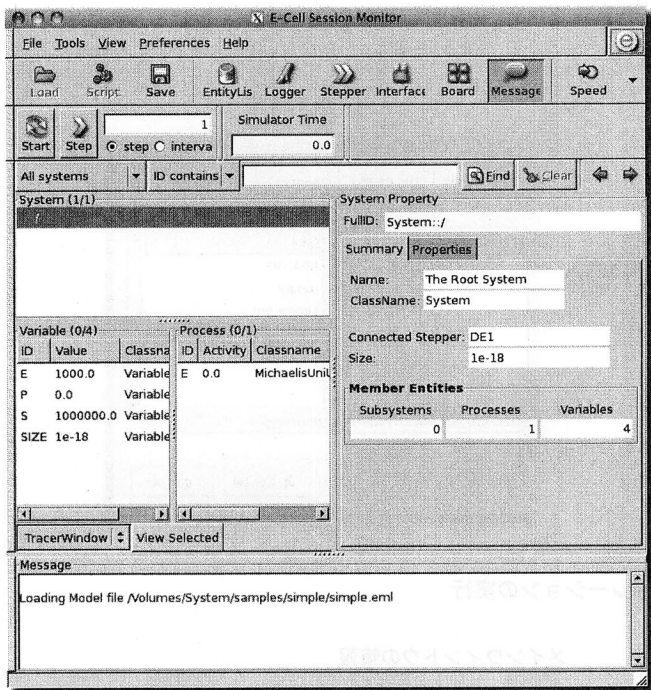 E-Cell Session Monitor
File Tools View Preferences Help
Load Script Save EntityLis Logger Stepper Interface Board Message Speed
Start Step 1 step interva
Simulator Time
0.0
All systems ID contains Find Clear
System (1/1)
/
Variable (0/4)
ID Value Classna
E 1000.0 Variable
P 0.0 Variable
S 1000000.0 Variable
SIZE 1e-18 Variable
Process (0/1)
ID Activity Classname
E 0.0 MichaelisUniU
TracerWindow View Selected
System Property
FullID: System::/
Summary Properties
Name: The Root System
ClassName: System
Connected Stepper: DE1
Size: 1e-18
Member Entities
Subsystems Processes Variables
0 1 4
Message
Loading Model file /Volumes/System/samples/simple/simple.eml